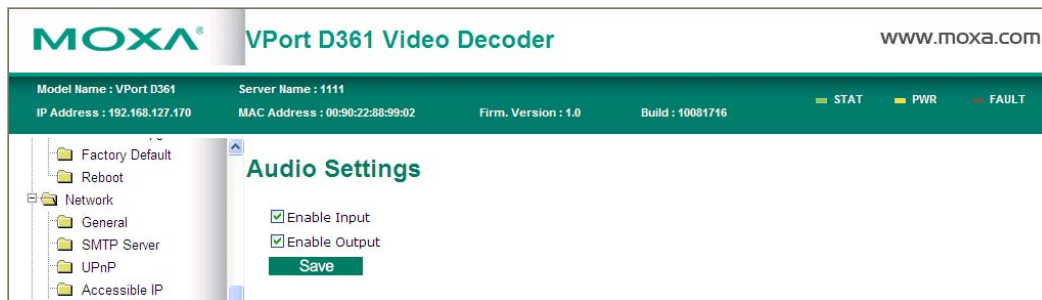 MOXA®
VPort D361 Video Decoder
www.moxa.com
Model Name : VPort D361
Server Name : 1111
IP Address : 192.168.127.170
MAC Address : 00:90:22:88:99:02
Firm. Version : 1.0
Build : 10081716
STAT
PWR
FAULT
Factory Default
Reboot
Network
General
SMTP Server
UPnP
Accessible IP
Audio Settings
Enable Input
Enable Output
Save